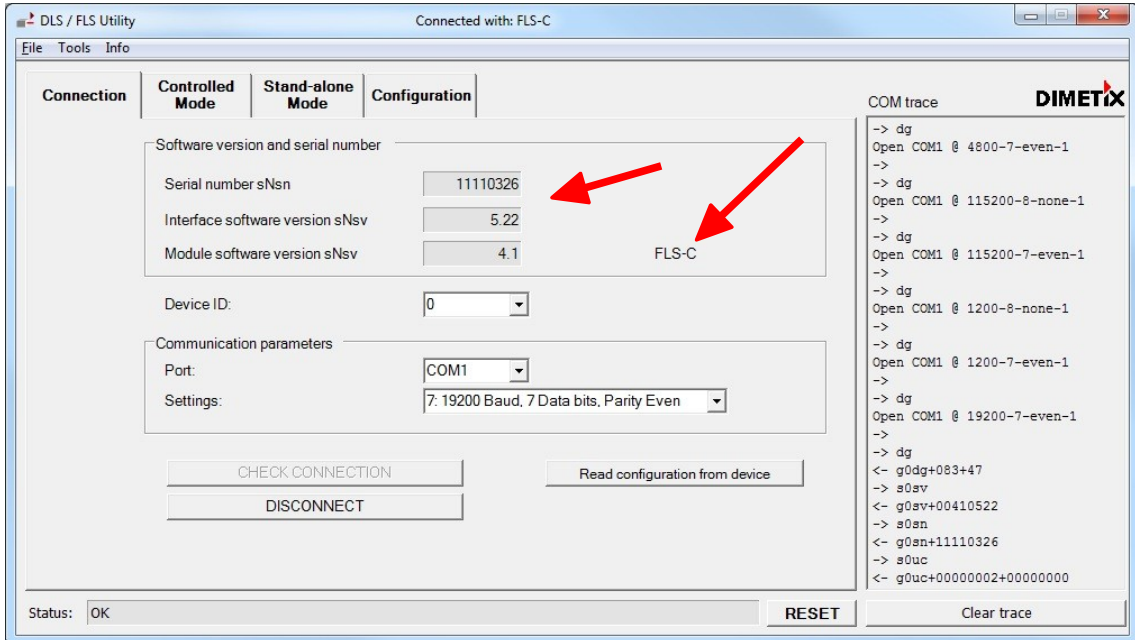 DLS / FLS Utility
Connected with: FLS-C
File Tools Info
Connection
Controlled Mode
Stand-alone Mode
Configuration
Software version and serial number
Serial number sNsn 11110326
Interface software version sNsv 5.22
Module software version sNsv 4.1 FLS-C
Device ID: 0
Communication parameters
Port: COM1
Settings: 7: 19200 Baud, 7 Data bits, Parity Even
CHECK CONNECTION
Read configuration from device
DISCONNECT
COM trace
DIMETIX
-> dg
Open COM1 @ 4800-7-even-1
->
-> dg
Open COM1 @ 115200-8-none-1
->
-> dg
Open COM1 @ 115200-7-even-1
->
-> dg
Open COM1 @ 1200-8-none-1
->
-> dg
Open COM1 @ 1200-7-even-1
->
-> dg
Open COM1 @ 19200-7-even-1
->
-> dg
<- g0dg+083+47
-> s0sv
<- g0sv+00410522
-> s0sn
<- g0sn+11110326
-> s0uc
<- g0uc+00000002+00000000
Status: OK
RESET
Clear trace